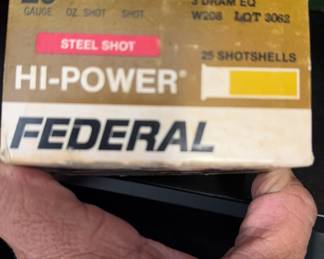 3 DRAM EQ
GAUGE OZ. SHOT SHOT W208 LOT 3062
STEEL SHOT
25 SHOTSHELLS
HI-POWER®
FEDERAL